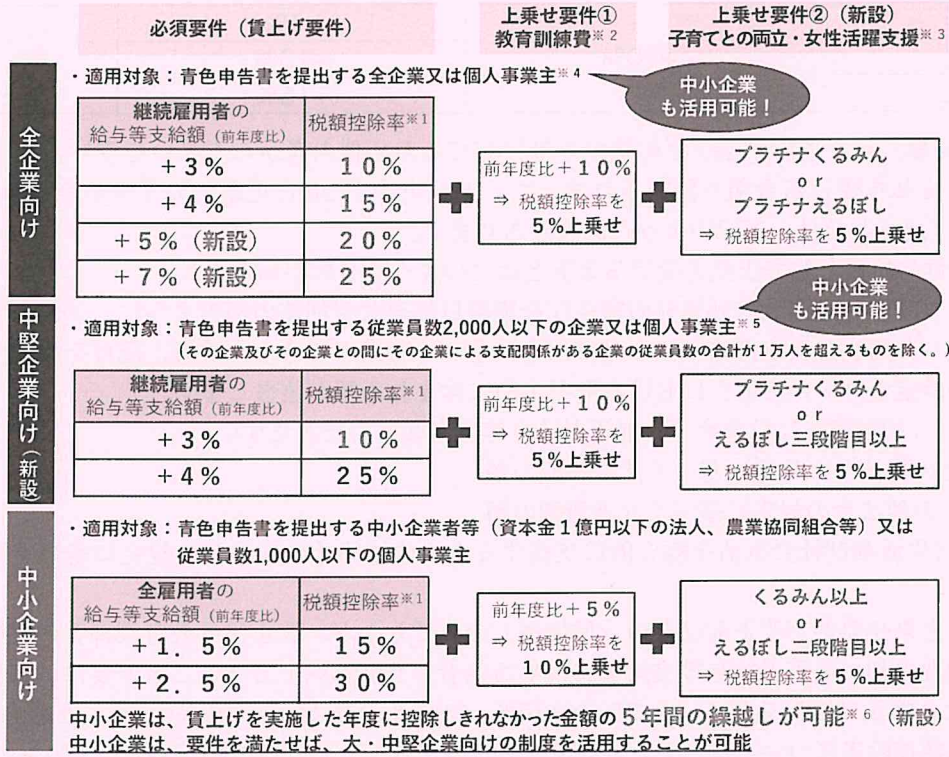 必須要件（賃上げ要件）
上乗せ要件①
教育訓練費※2
上乗せ要件②（新設）
子育てとの両立・女性活躍支援※3
全企業向け
・適用対象：青色申告書を提出する全企業又は個人事業主※4
中小企業
も活用可能！
継続雇用者の
給与等支給額（前年度比）
税額控除率※1
＋3％
10％
＋4％
15％
＋5％（新設）
20％
＋7％（新設）
25％
前年度比＋10％
⇒ 税額控除率を
5％上乗せ
プラチナくるみん
or
プラチナえるぼし
⇒ 税額控除率を5％上乗せ
中堅企業向け（新設）
中小企業
も活用可能！
・適用対象：青色申告書を提出する従業員数2,000人以下の企業又は個人事業主※5
（その企業及びその企業との間にその企業による支配関係がある企業の従業員数の合計が１万人を超えるものを除く。）
継続雇用者の
給与等支給額（前年度比）
税額控除率※1
＋3％
10％
＋4％
25％
前年度比＋10％
⇒ 税額控除率を
5％上乗せ
プラチナくるみん
or
えるぼし三段階目以上
⇒ 税額控除率を5％上乗せ
中小企業向け
・適用対象：青色申告書を提出する中小企業者等（資本金１億円以下の法人、農業協同組合等）又は
従業員数1,000人以下の個人事業主
全雇用者の
給与等支給額（前年度比）
税額控除率※1
＋1．5％
15％
＋2．5％
30％
前年度比＋5％
⇒ 税額控除率を
10％上乗せ
くるみん以上
or
えるぼし二段階目以上
⇒ 税額控除率を5％上乗せ
中小企業は、賃上げを実施した年度に控除しきれなかった金額の5年間の繰越しが可能※6（新設）
中小企業は、要件を満たせば、大・中堅企業向けの制度を活用することが可能